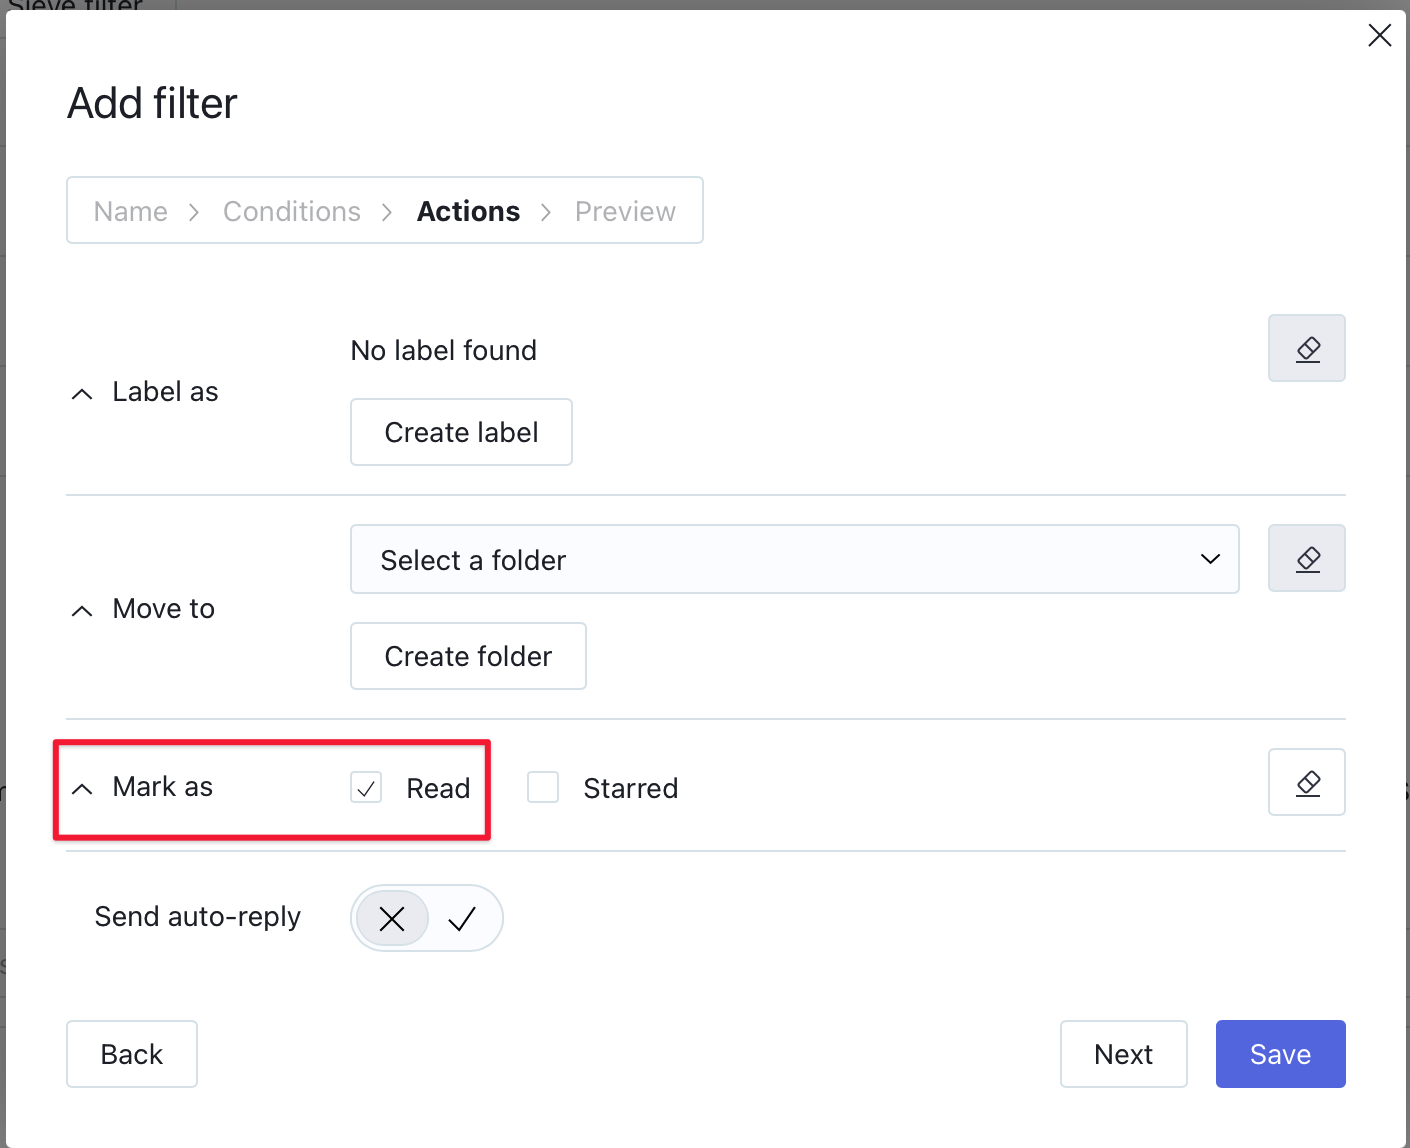 Sieve filter
Add filter
Name > Conditions > Actions > Preview
No label found
Label as
Create label
Select a folder
Move to
Create folder
Mark as Read Starred
Send auto-reply
Back Next Save